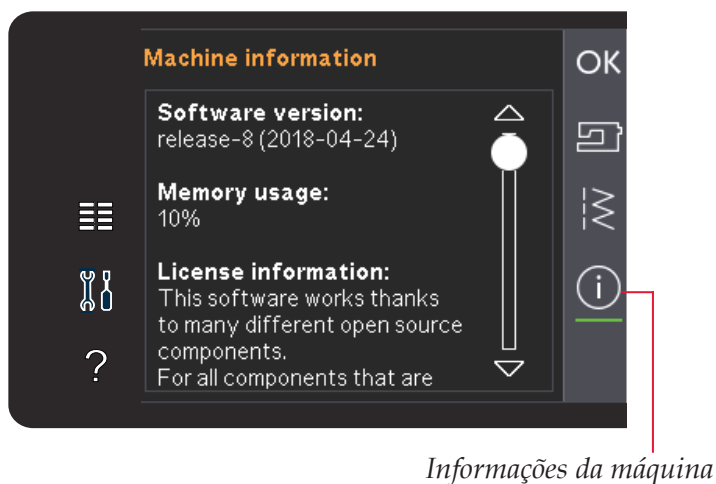 Machine information
OK
Software version:
release-8 (2018-04-24)
Memory usage:
10%
License information:
This software works thanks
to many different open source
components.
For all components that are
?
i
Informações da máquina